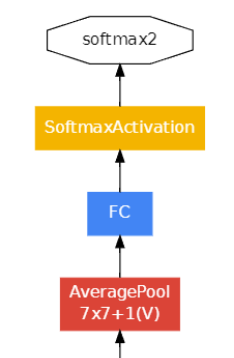 softmax2
SoftmaxActivation
FC
AveragePool
7x7+1(V)